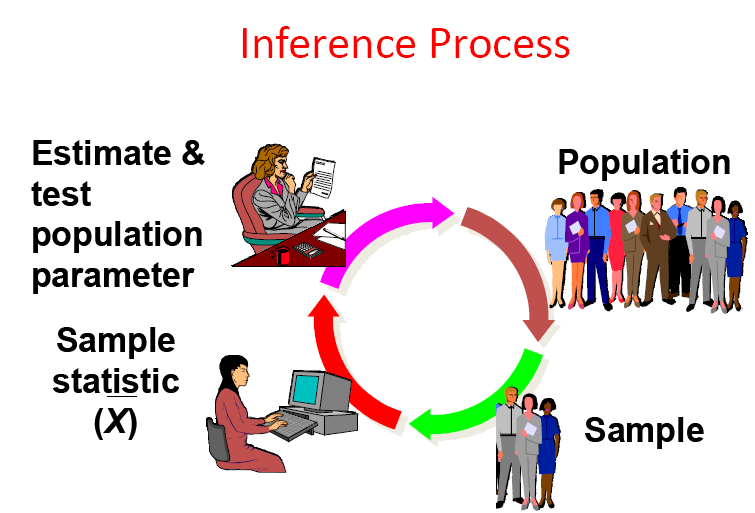 Inference Process
Estimate &
test
population
parameter
Population
Sample
statistic
(X̅)
Sample